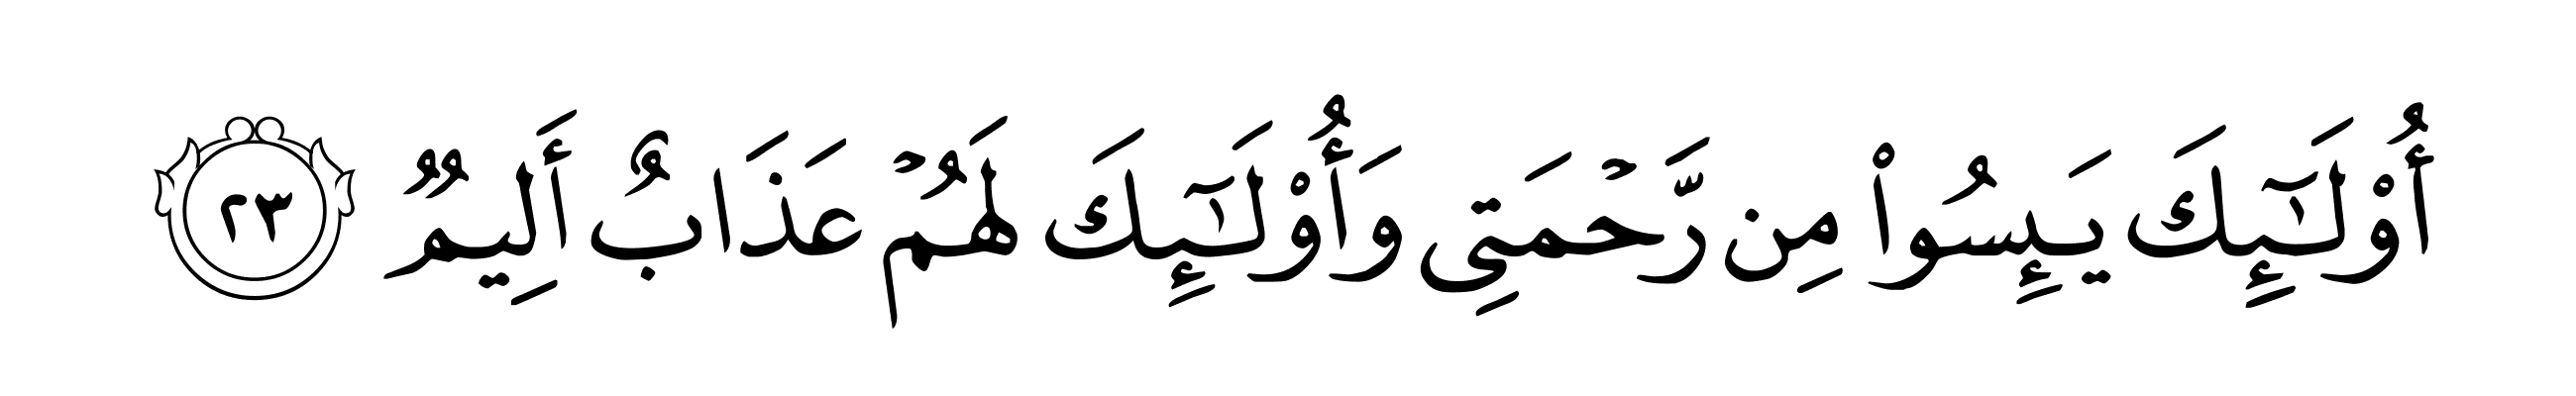 أُوْلَـٰٓئِكَ يَئِسُواْ مِن رَّحۡمَتِي وَأُوْلَـٰٓئِكَ لَهُمۡ عَذَابٌ أَلِيمٌ ٢٣